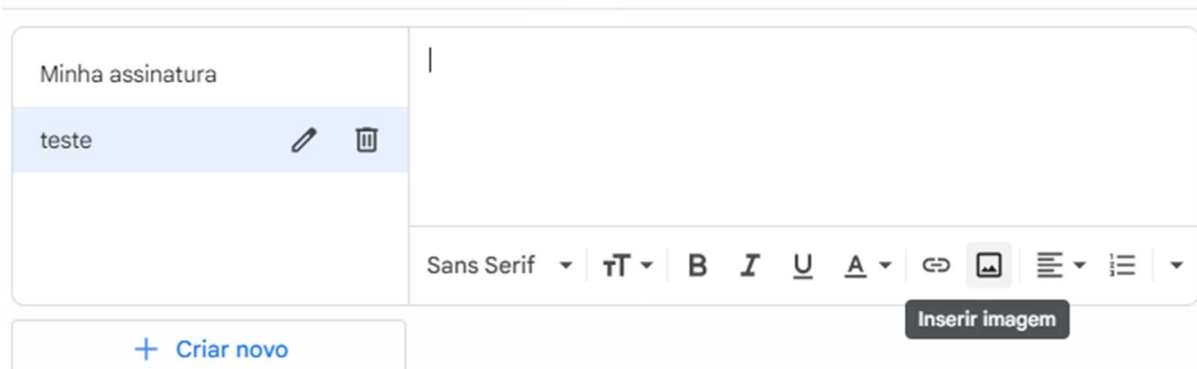 Minha assinatura
teste
Sans Serif
B I U A
Inserir imagem
+ Criar novo